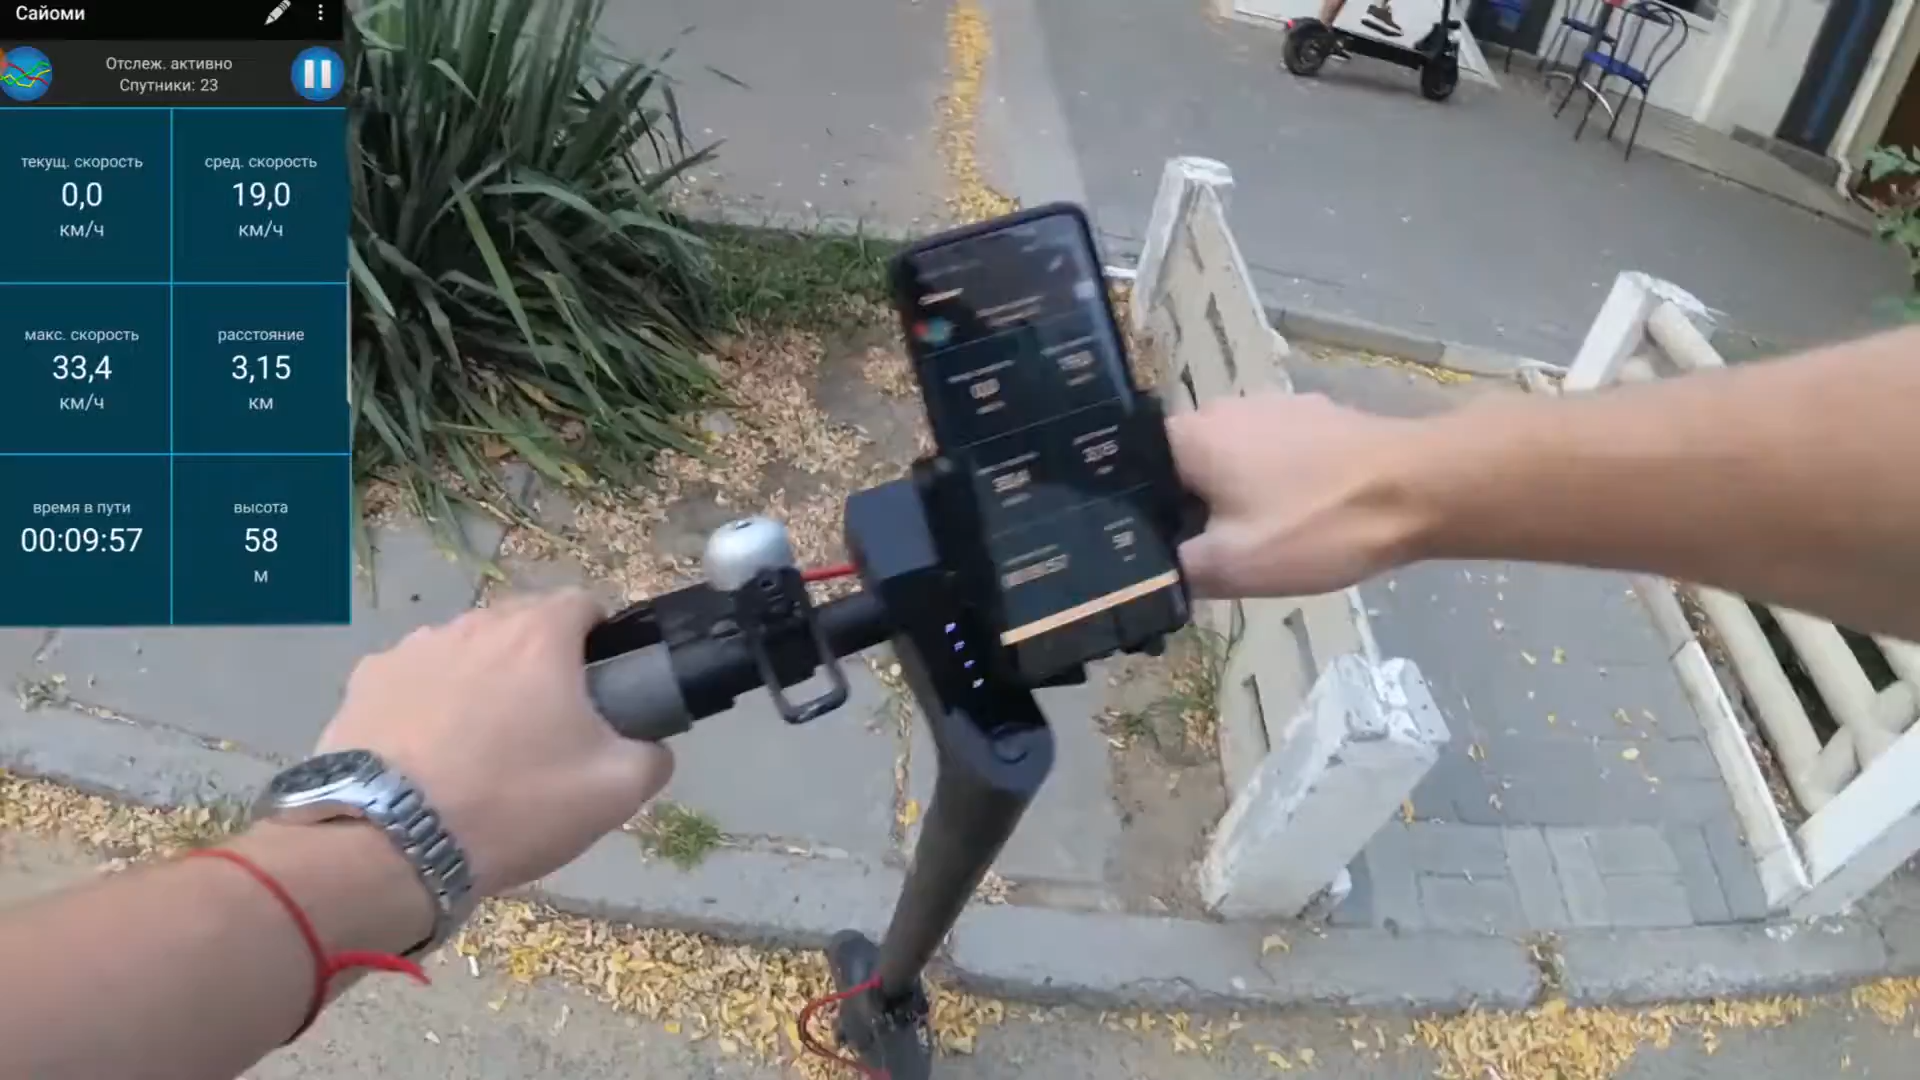 Сайоми
Отслеж. активно
Спутники: 23
текущ. скорость
0,0
км/ч
сред. скорость
19,0
км/ч
макс. скорость
33,4
км/ч
расстояние
3,15
км
время в пути
00:09:57
высота
58
м